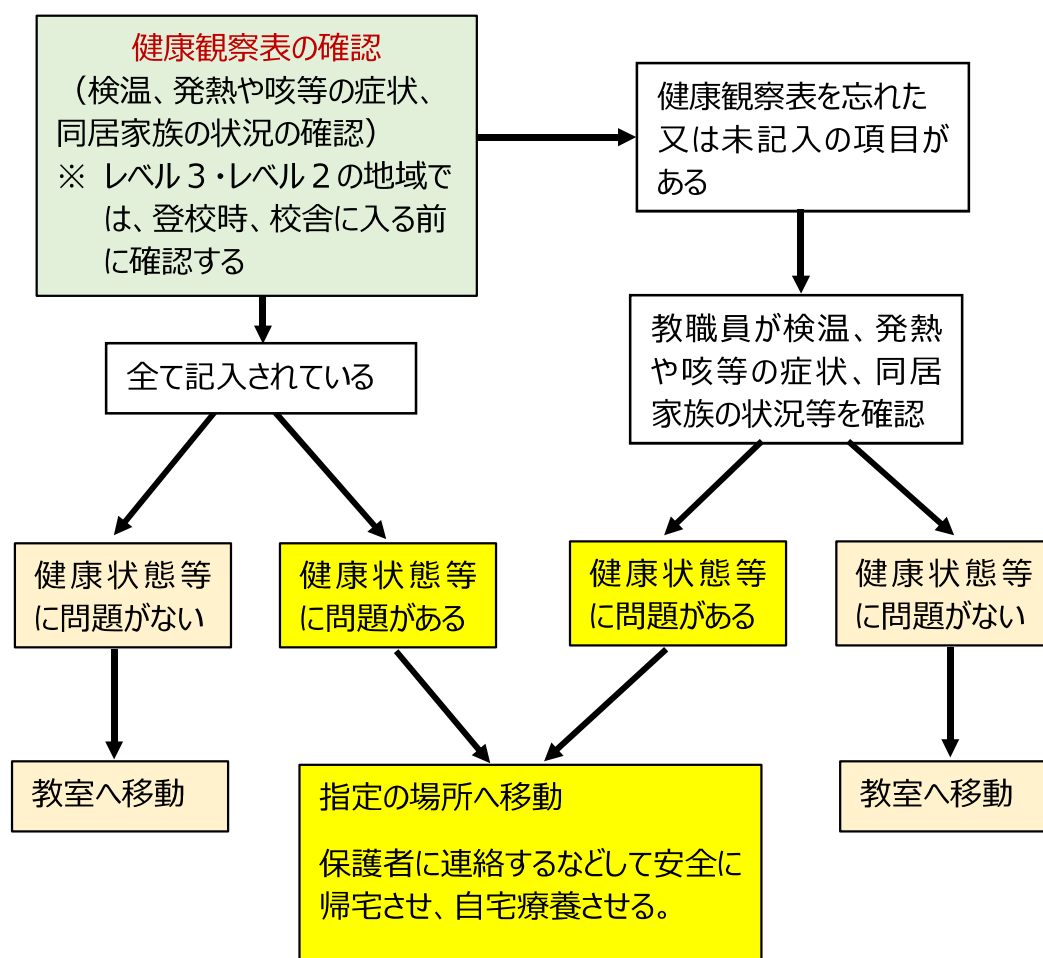 健康観察表の確認
（検温、発熱や咳等の症状、
同居家族の状況の確認）
※ レベル３・レベル２の地域で
は、登校時、校舎に入る前
に確認する
健康観察表を忘れた
又は未記入の項目が
ある
全て記入されている
教職員が検温、発熱
や咳等の症状、同居
家族の状況等を確認
健康状態等
に問題がない
健康状態等
に問題がある
健康状態等
に問題がある
健康状態等
に問題がない
教室へ移動
指定の場所へ移動
保護者に連絡するなどして安全に
帰宅させ、自宅療養させる。
教室へ移動